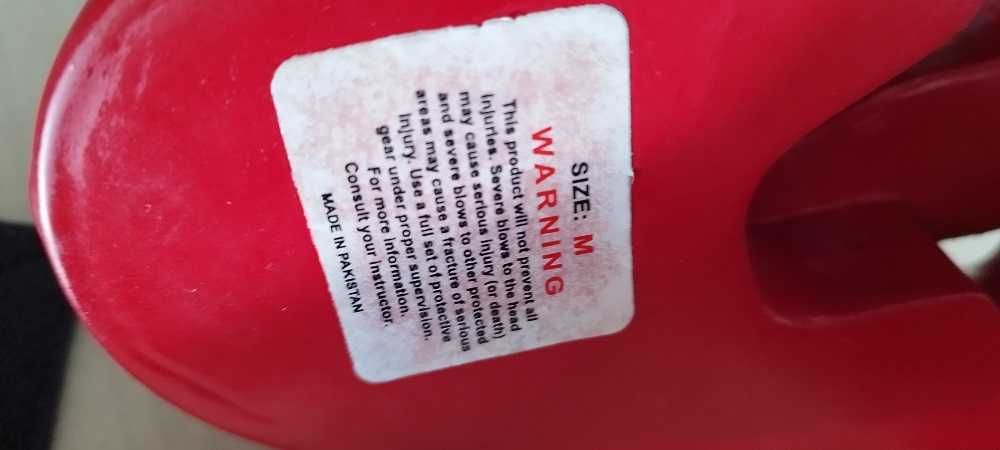 SIZE: M
WARNING
This product will not prevent all
injuries. Severe blows to the head
may cause serious injury (or death)
and severe blows to other protected
areas may cause a fracture of serious
injury. Use a full set of protective
gear under proper supervision.
For more information.
Consult your instructor.
MADE IN PAKISTAN